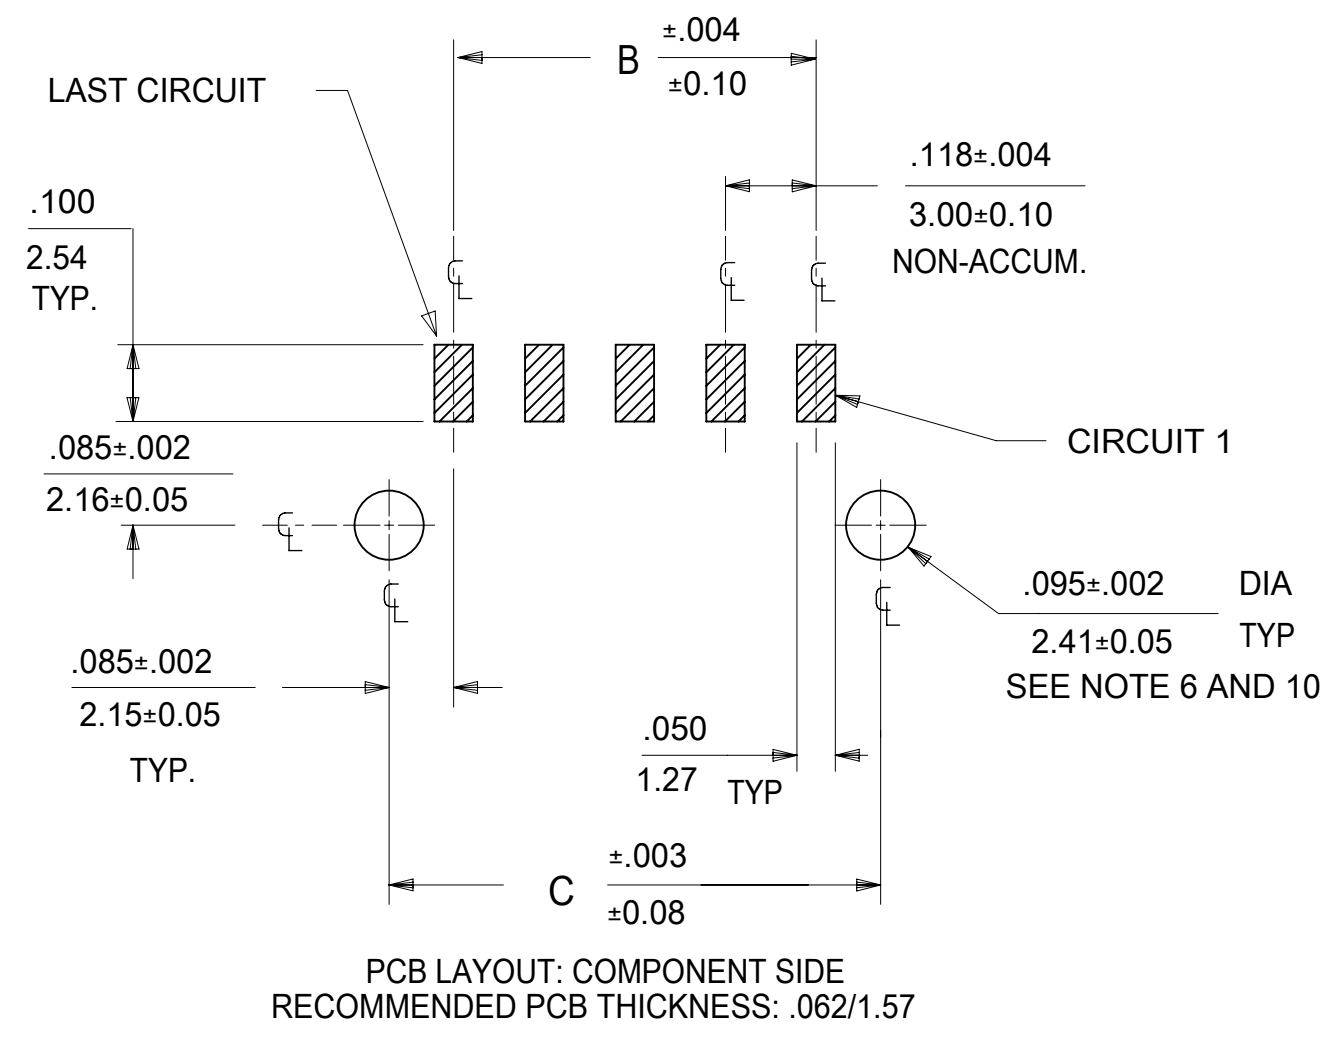 B ±.004
±0.10
LAST CIRCUIT
.118±.004
3.00±0.10
NON-ACCUM.
.100
2.54
TYP.
CIRCUIT 1
.085±.002
2.16±0.05
.095±.002 DIA
2.41±0.05 TYP
SEE NOTE 6 AND 10
.085±.002
2.15±0.05
TYP.
.050
1.27 TYP
C ±.003
±0.08
PCB LAYOUT: COMPONENT SIDE
RECOMMENDED PCB THICKNESS: .062/1.57